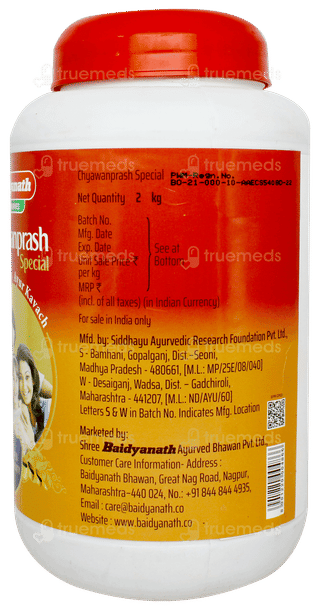 truemeds
Chyawanprash Special
Net Quantity 2 kg
Batch No.
Mfg. Date
Exp. Date
Unit Sale Price ₹
per kg
MRP ₹
See at
Bottom
(incl. of all taxes) (in Indian Currency)
For sale in India only
Mfd. by: Siddhayu Ayurvedic Research Foundation Pvt. Ltd.,
S - Bamhani, Gopalganj, Dist.-Seoni,
Madhya Pradesh - 480661, [M.L.: MP/25E/08/040]
W - Desaiganj, Wadsa, Dist. - Gadchiroli,
Maharashtra - 441207, [M.L.: ND/AYU/60]
Letters S & W in Batch No. Indicates Mfg. Location
Marketed by:
Shree Baidyanath Ayurved Bhawan Pvt. Ltd.
Customer Care Information- Address :
Baidyanath Bhawan, Great Nag Road, Nagpur,
Maharashtra-440 024, No.: +91 844 844 4935,
Email : care@baidyanath.co
Website : www.baidyanath.co
nath
nprash
Special
Kavach